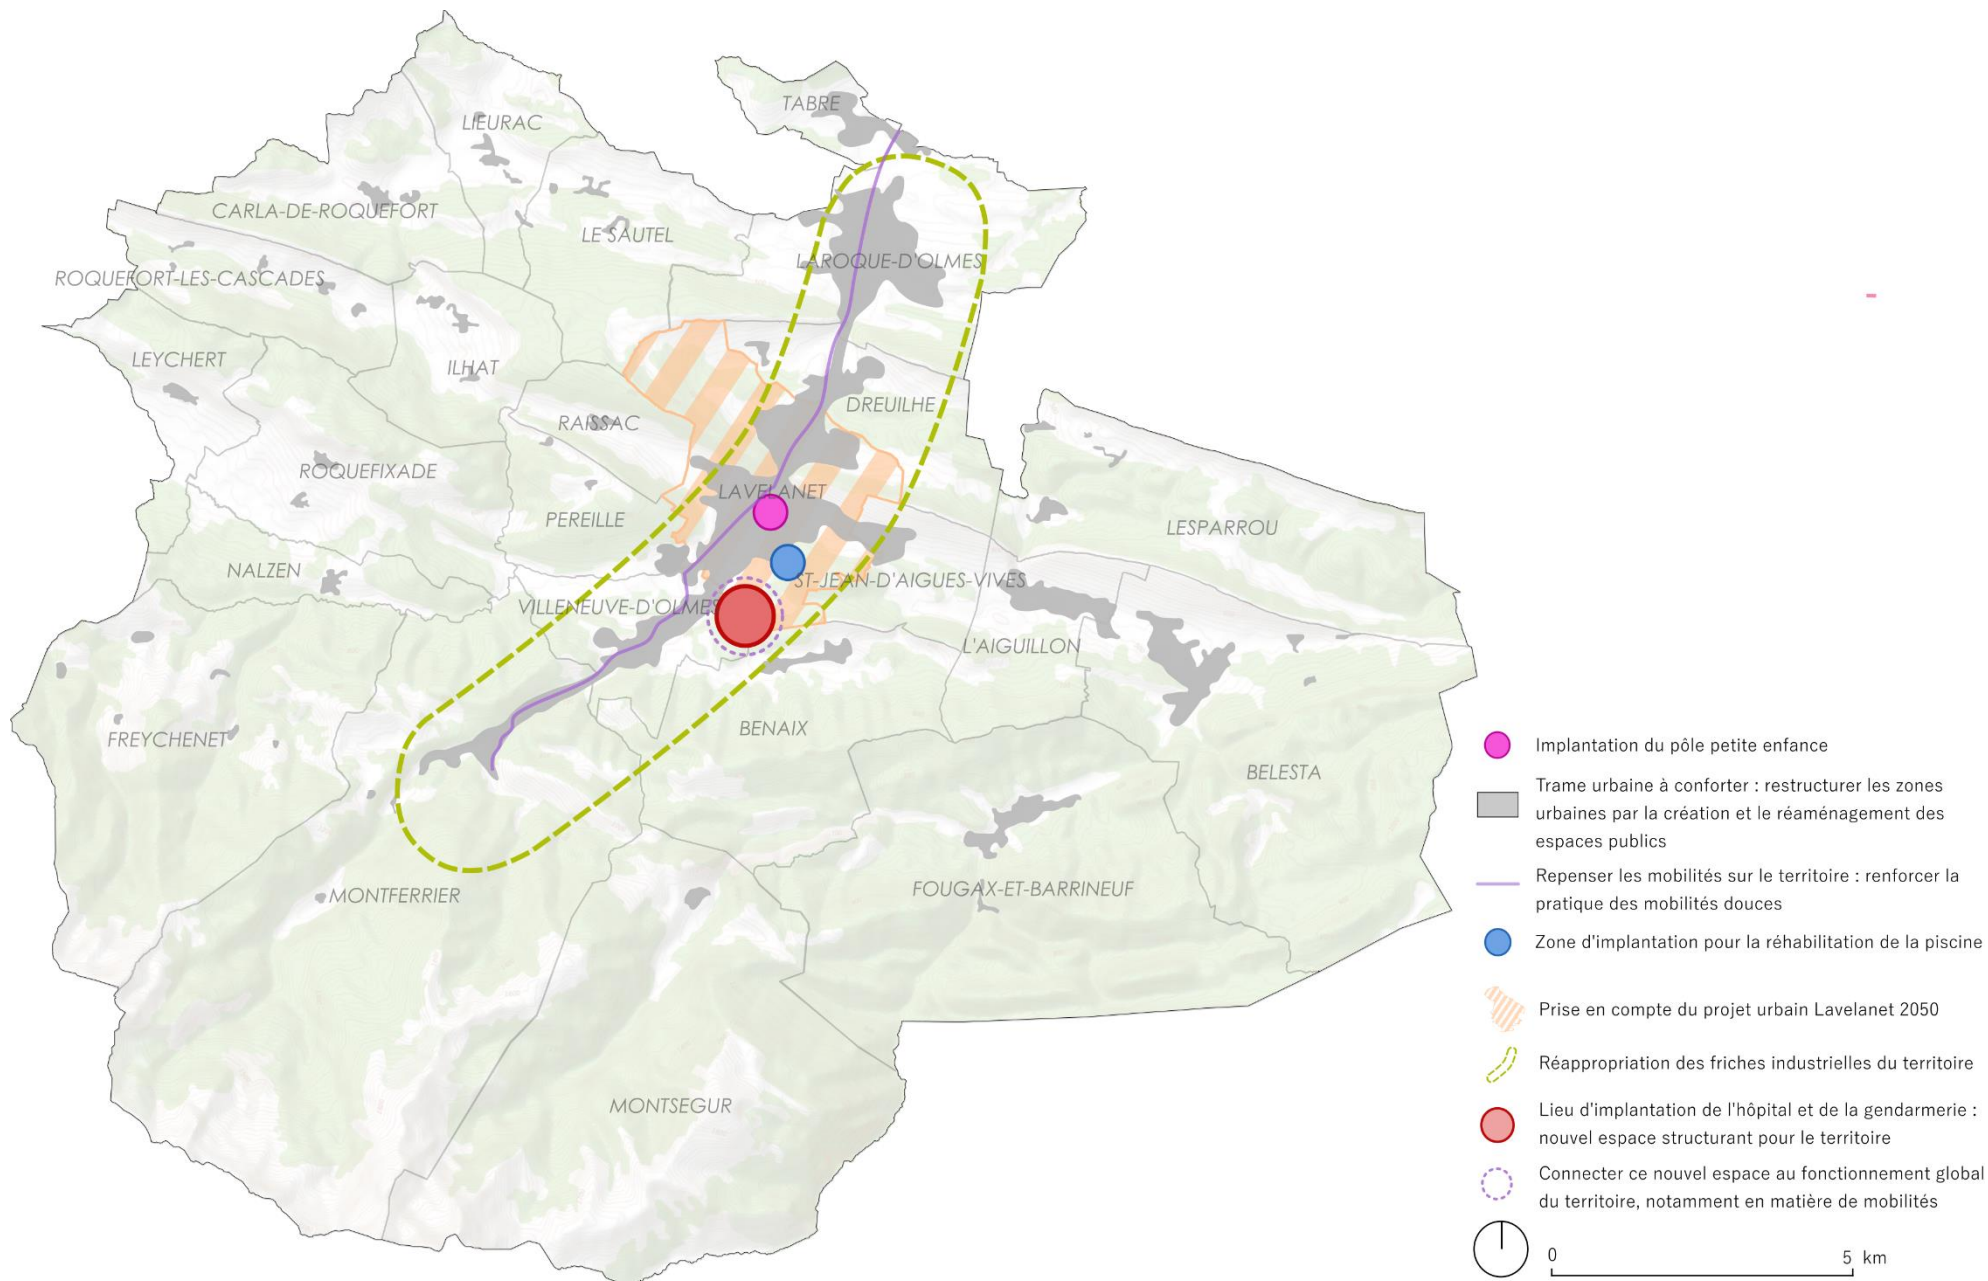 TABRE
LIEURAC
CARLA-DE-ROQUEFORT
LE SAUTEL
LAROQUE-D'OLMES
ROQUEFORT-LES-CASCADES
LEYCHERT
ILHAT
DREUILHE
RAISSAC
ROQUEFIXADE
LAVELANET
PEREILLE
LESPARROU
NALZEN
ST-JEAN-D'AIGUES-VIVES
VILLENEUVE-D'OLMES
L'AIGUILLON
BENAIX
FREYCHENET
BELESTA
MONTFERRIER
FOUGAX-ET-BARRINEUF
MONTSEGUR
Implantation du pôle petite enfance
Trame urbaine à conforter : restructurer les zones
urbaines par la création et le réaménagement des
espaces publics
Repenser les mobilités sur le territoire : renforcer la
pratique des mobilités douces
Zone d'implantation pour la réhabilitation de la piscine
Prise en compte du projet urbain Lavelanet 2050
Réappropriation des friches industrielles du territoire
Lieu d'implantation de l'hôpital et de la gendarmerie :
nouvel espace structurant pour le territoire
Connecter ce nouvel espace au fonctionnement global
du territoire, notamment en matière de mobilités
0 5 km